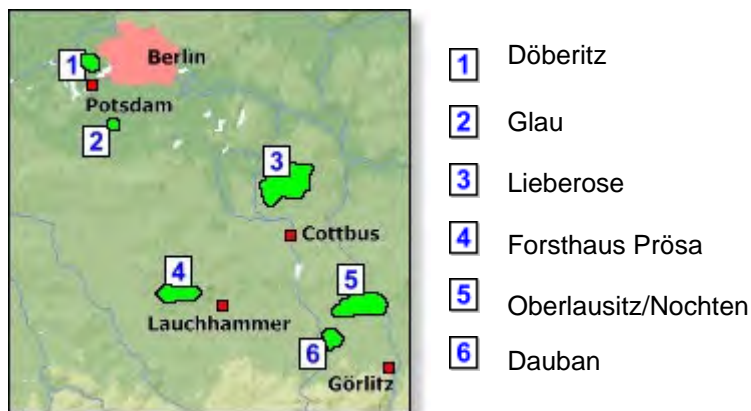 Berlin
1
Potsdam
2
3
Cottbus
4
5
Lauchhammer
6
Görlitz
1 Döberitz
2 Glau
3 Lieberose
4 Forsthaus Prösa
5 Oberlausitz/Nochten
6 Dauban